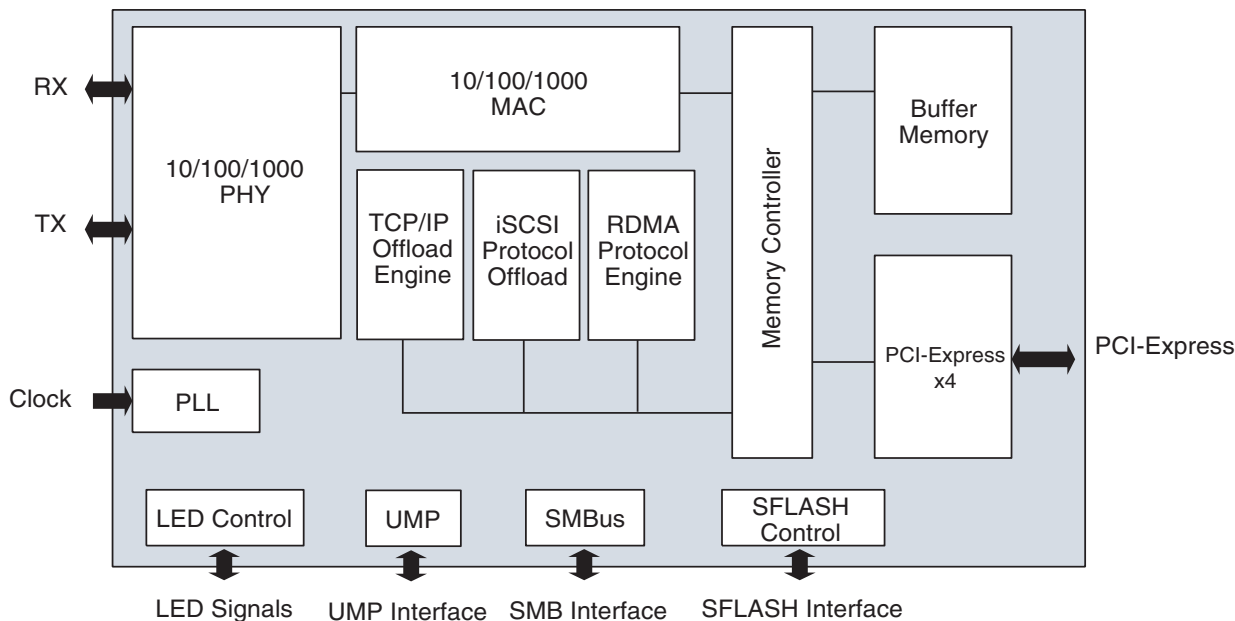 RX
TX
Clock
10/100/1000
PHY
10/100/1000
MAC
TCP/IP
Offload
Engine
iSCSI
Protocol
Offload
RDMA
Protocol
Engine
Memory Controller
Buffer
Memory
PCI-Express
x4
PCI-Express
PLL
LED Control
UMP
SMBus
SFLASH
Control
LED Signals
UMP Interface
SMB Interface
SFLASH Interface